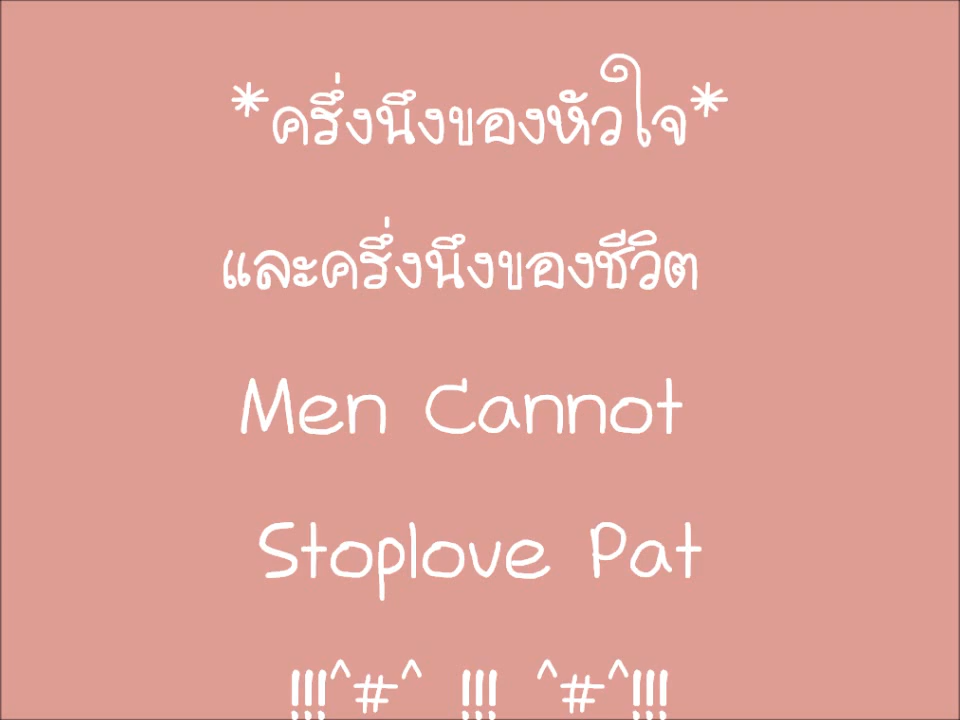 *ครึ่งนึงของหัวใจ*
และครึ่งนึงของชีวิต
Men Cannot
Stoplove Pat
!!!^#^ !!! ^#^!!!